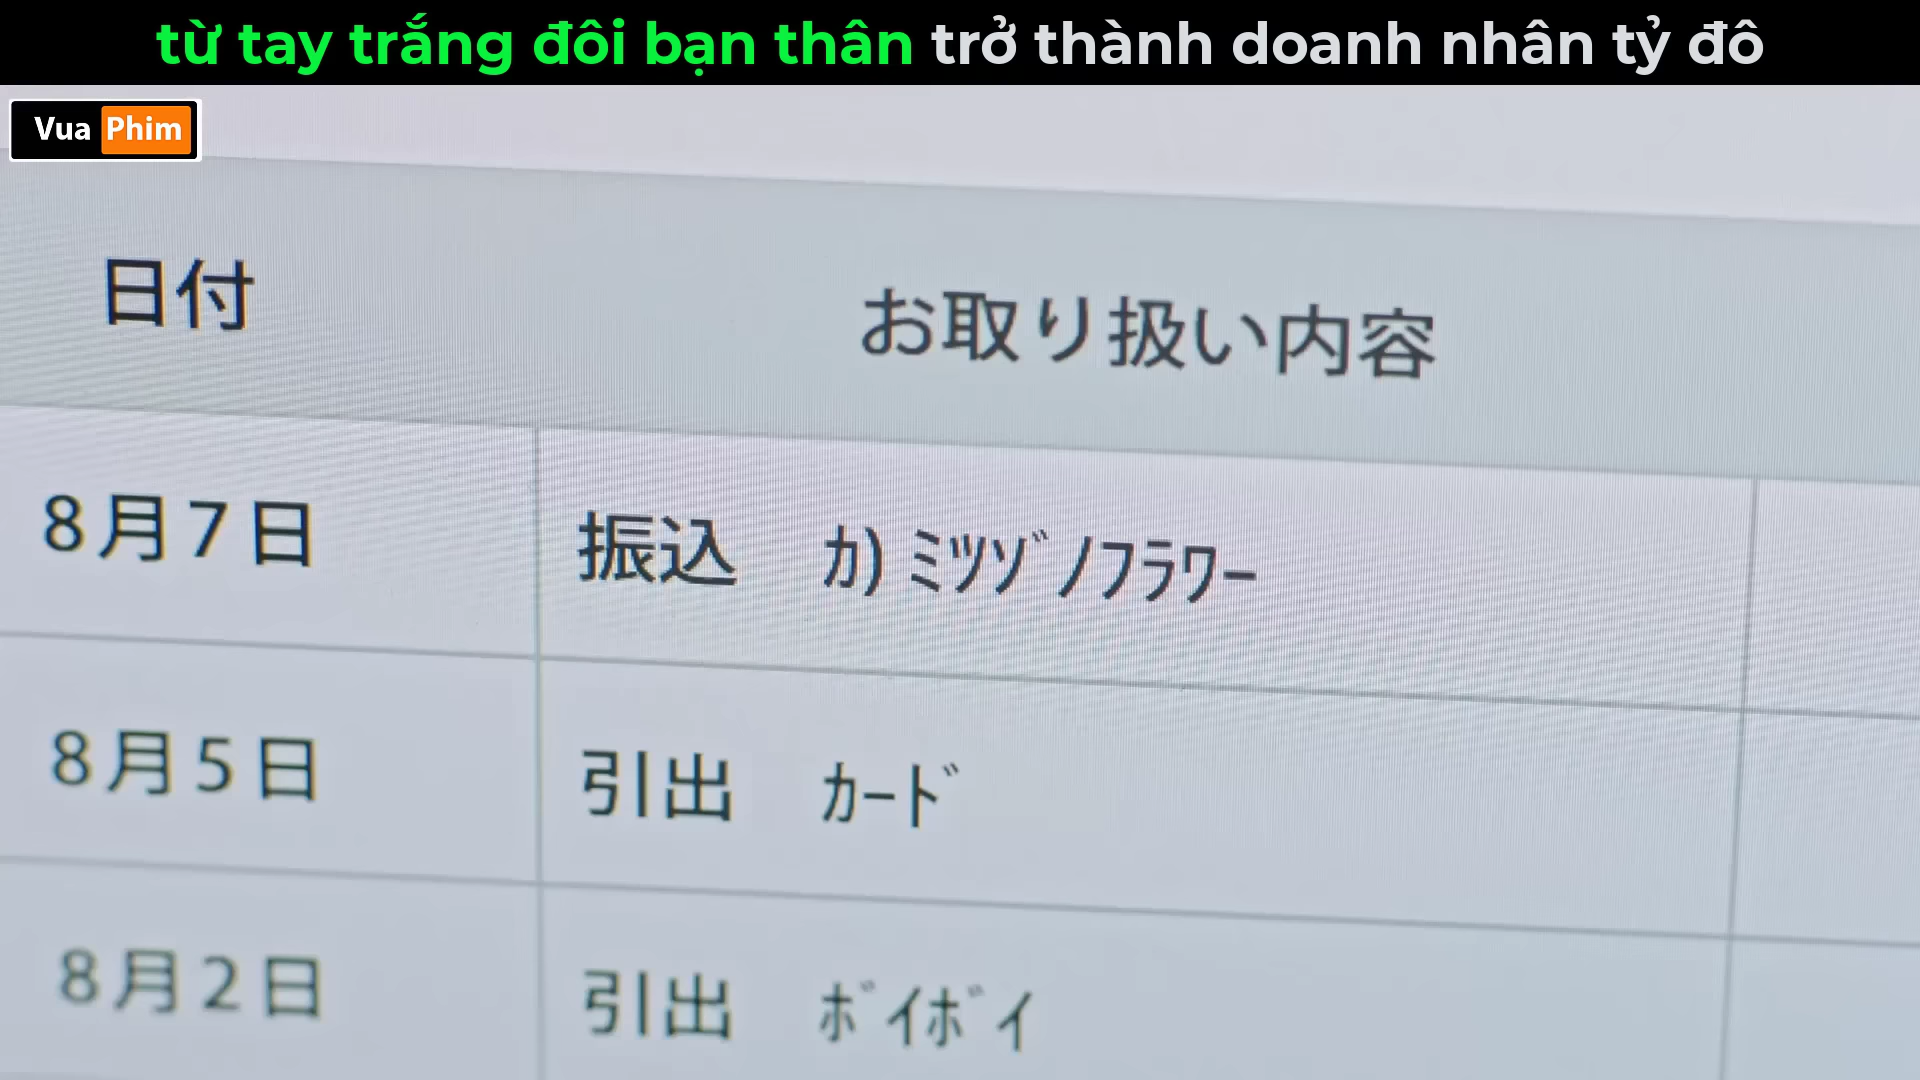 từ tay trắng đôi bạn thân trở thành doanh nhân tỷ đô
Vua Phim
日付 お取り扱い内容
8月7日 振込 ｶ) ﾐﾂｿﾞﾉﾌﾗﾜｰ
8月5日 引出 ｶｰﾄﾞ
8月2日 引出 ﾎﾞｲﾎﾞｲ